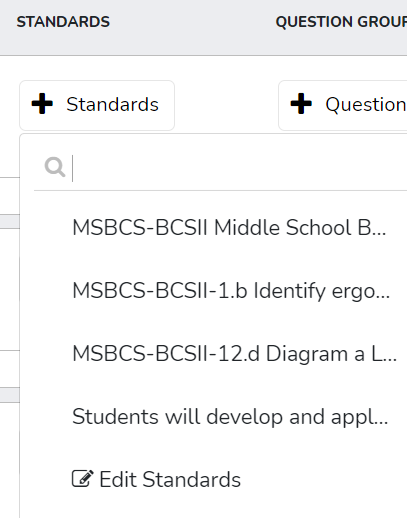 STANDARDS QUESTION GROUP
Standards Question
MSBCS-BCSII Middle School B...
MSBCS-BCSII-1.b Identify ergo...
MSBCS-BCSII-12.d Diagram a L...
Students will develop and appl...
Edit Standards